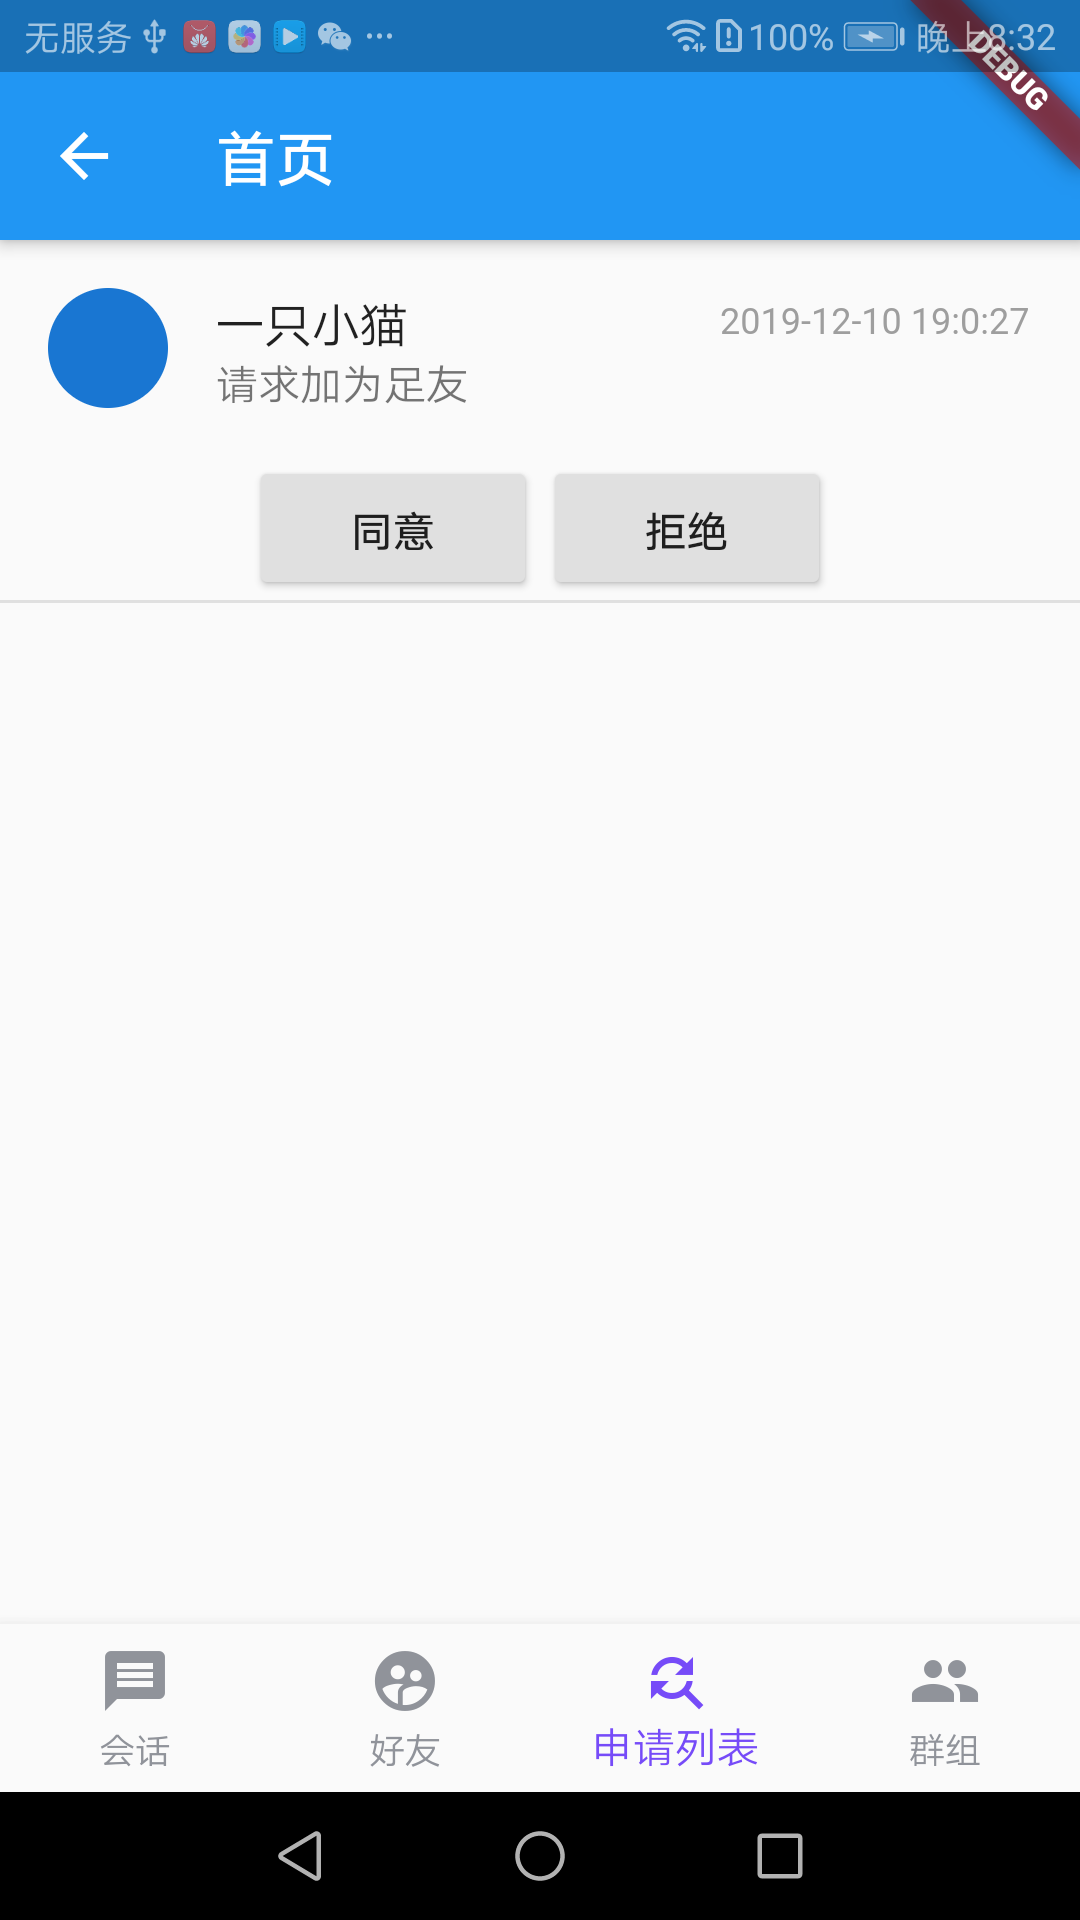 无服务 100% 晚上8:32
DEBUG
首页
一只小猫 2019-12-10 19:0:27
请求加为足友
同意 拒绝
会话 好友 申请列表 群组